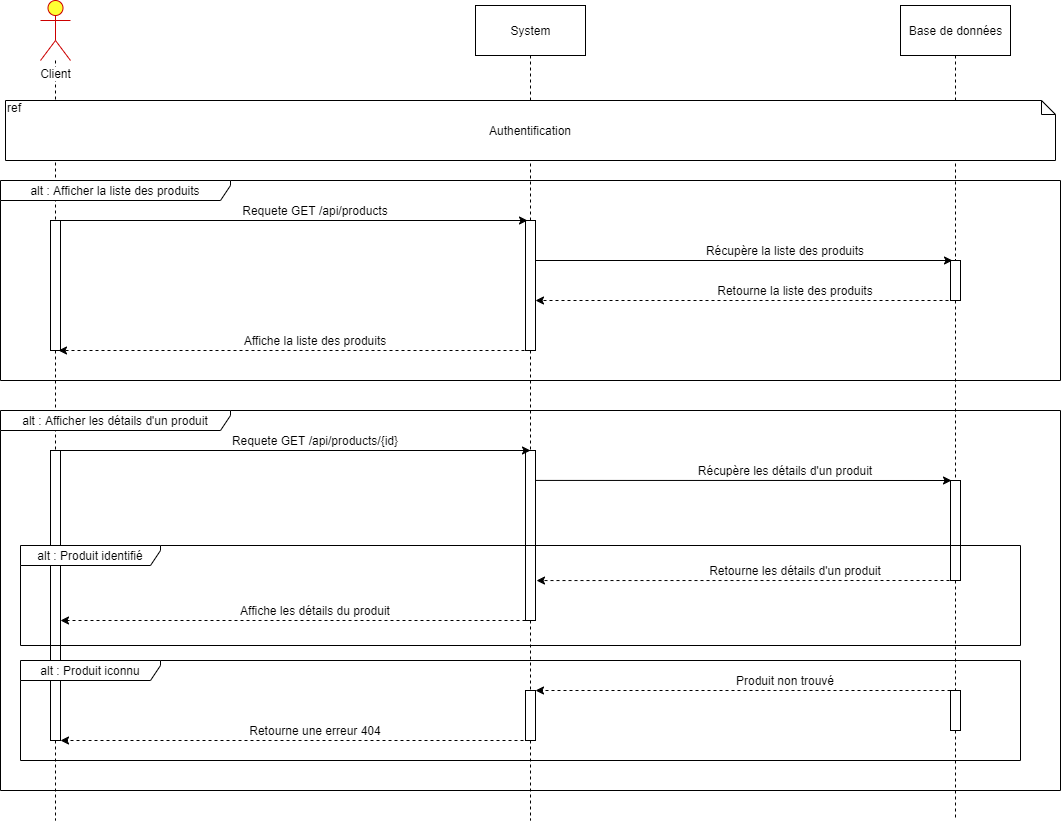 System
Base de données
Client
ref
Authentification
alt : Afficher la liste des produits
Requete GET /api/products
Récupère la liste des produits
Retourne la liste des produits
Affiche la liste des produits
alt : Afficher les détails d'un produit
Requete GET /api/products/{id}
Récupère les détails d'un produit
alt : Produit identifié
Retourne les détails d'un produit
Affiche les détails du produit
alt : Produit iconnu
Produit non trouvé
Retourne une erreur 404